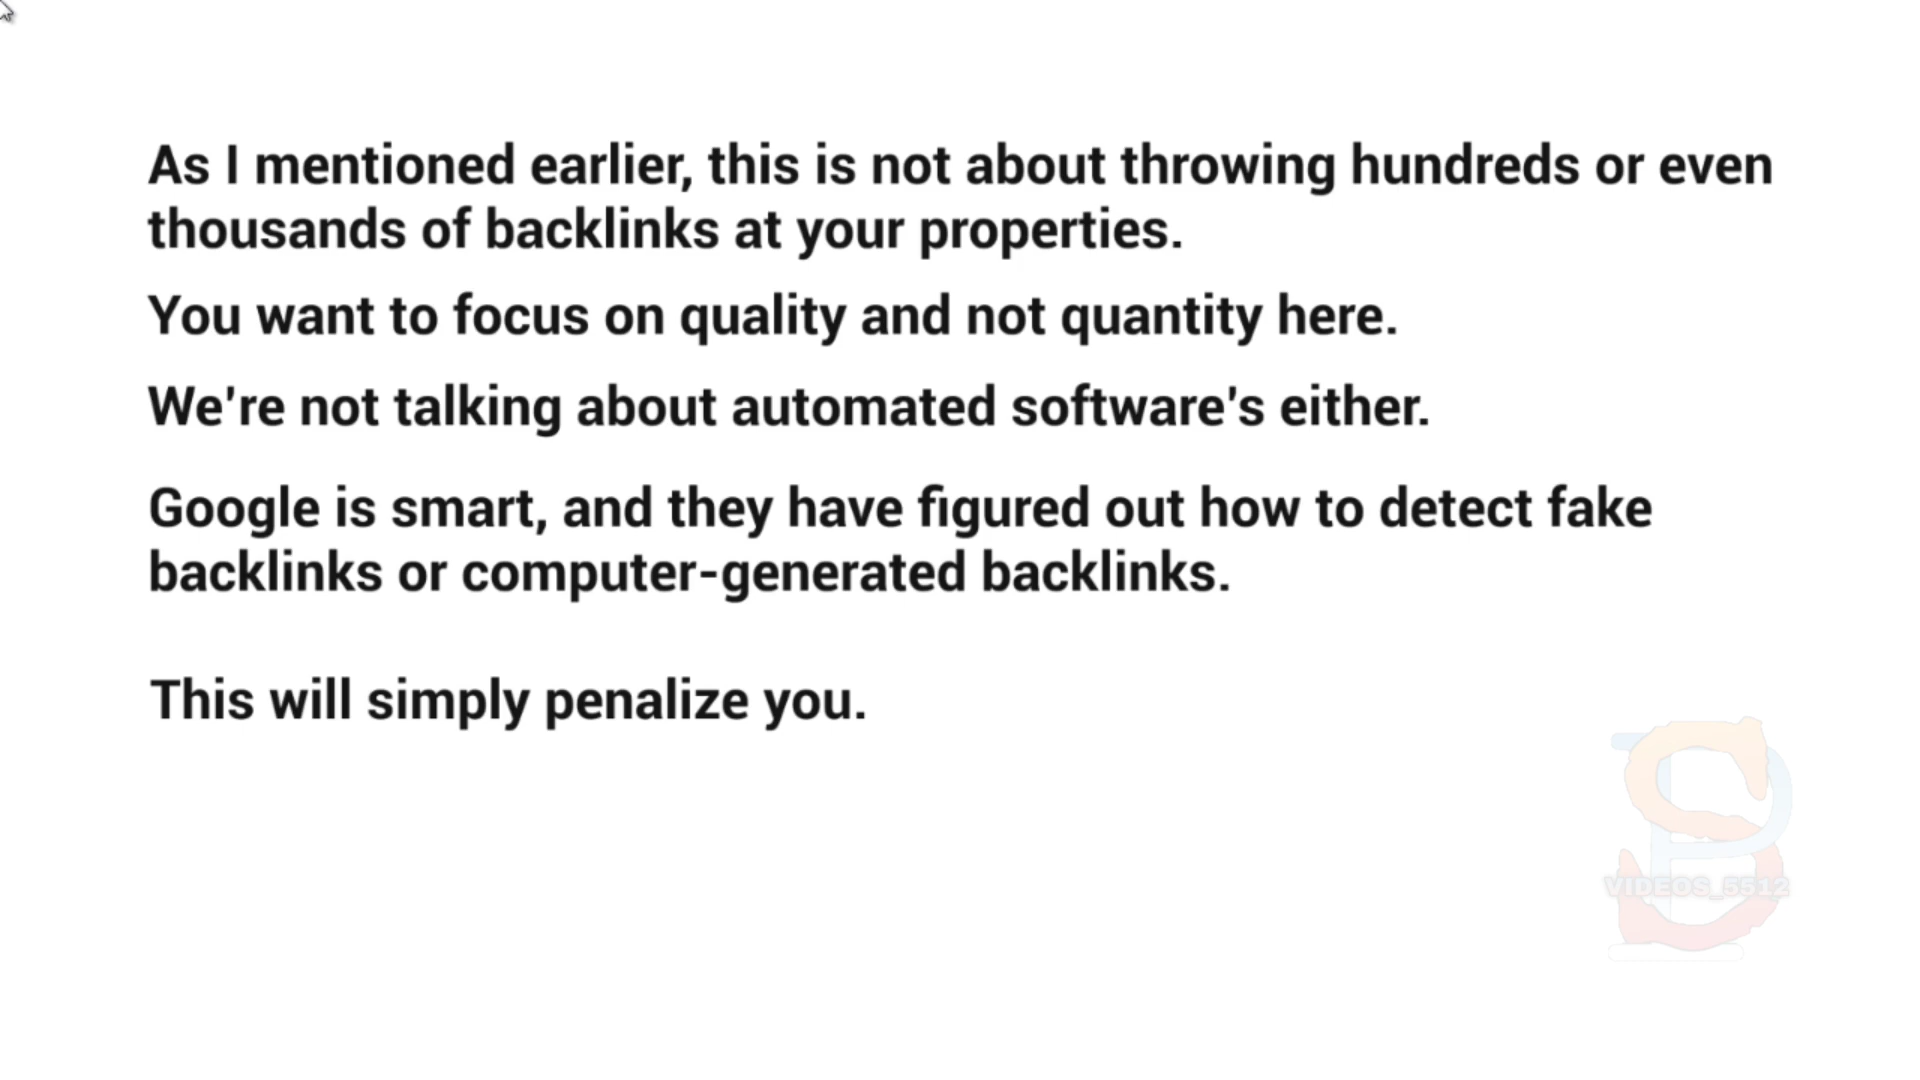 As I mentioned earlier, this is not about throwing hundreds or even
thousands of backlinks at your properties.
You want to focus on quality and not quantity here.
We're not talking about automated software's either.
Google is smart, and they have figured out how to detect fake
backlinks or computer-generated backlinks.
This will simply penalize you.
VIDEOS_5512